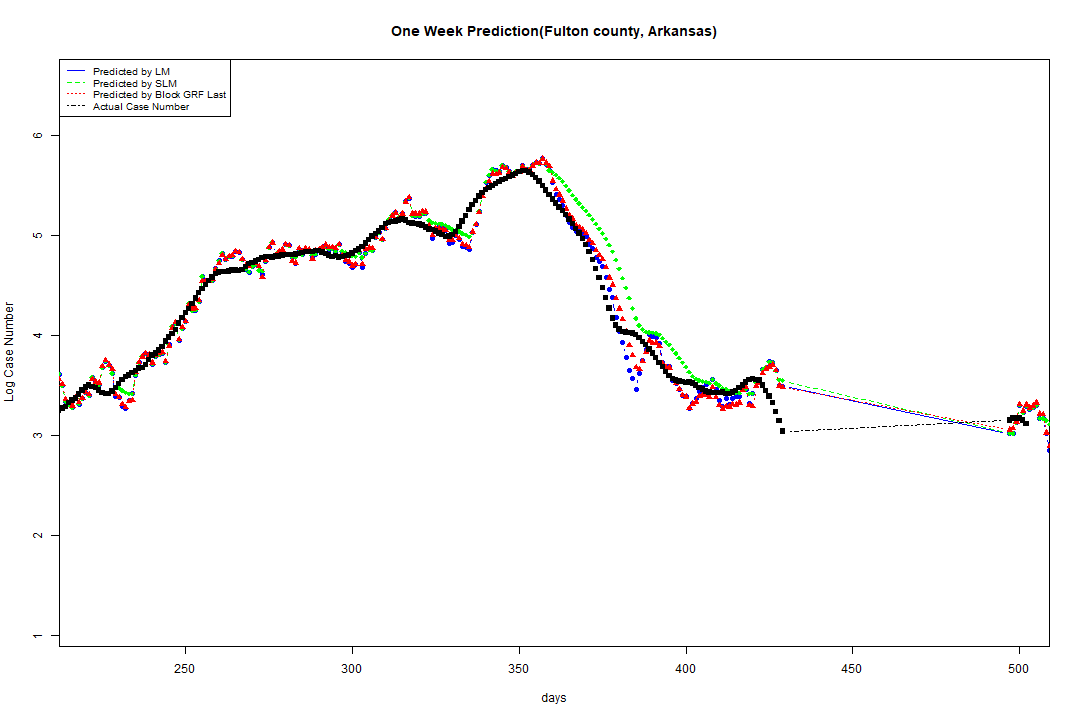 One Week Prediction(Fulton county, Arkansas)
Predicted by LM
Predicted by SLM
Predicted by Block GRF Last
Actual Case Number
6
5
4
3
2
1
Log Case Number
250
300
350
400
450
500
days